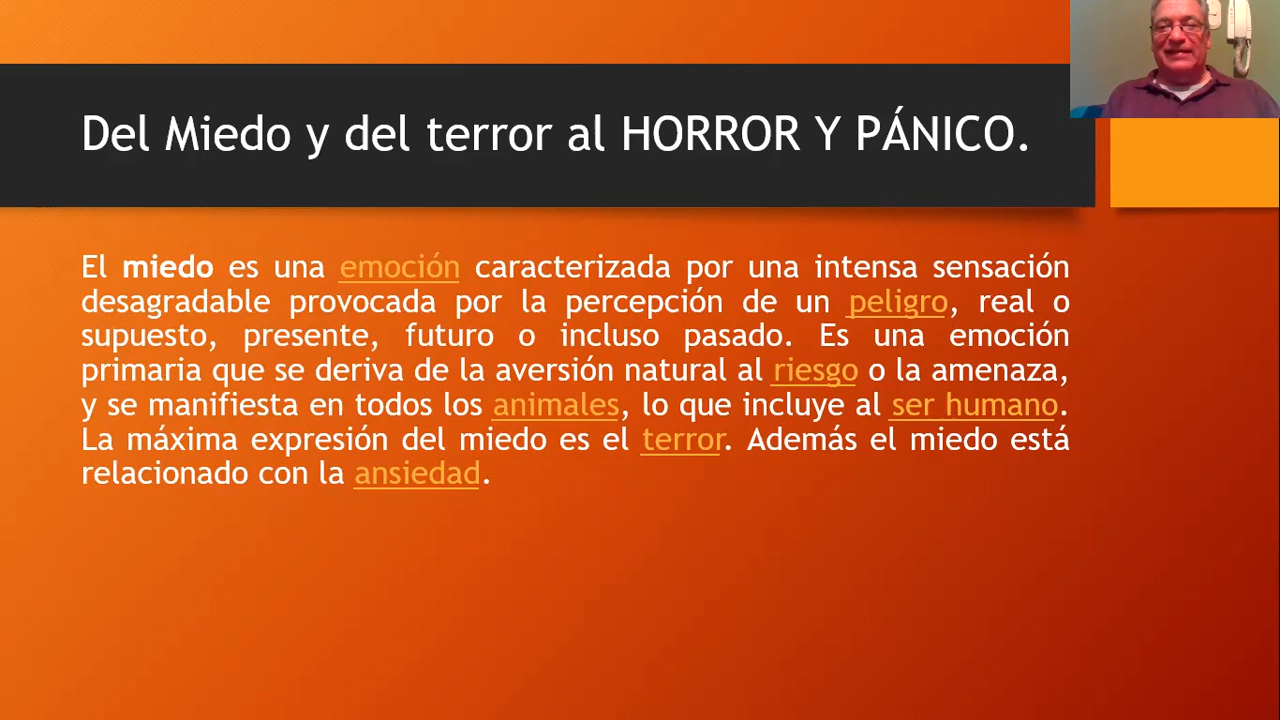 Del Miedo y del terror al HORROR Y PÁNICO.
El miedo es una emoción caracterizada por una intensa sensación
desagradable provocada por la percepción de un peligro, real o
supuesto, presente, futuro o incluso pasado. Es una emoción
primaria que se deriva de la aversión natural al riesgo o la amenaza,
y se manifiesta en todos los animales, lo que incluye al ser humano.
La máxima expresión del miedo es el terror. Además el miedo está
relacionado con la ansiedad.